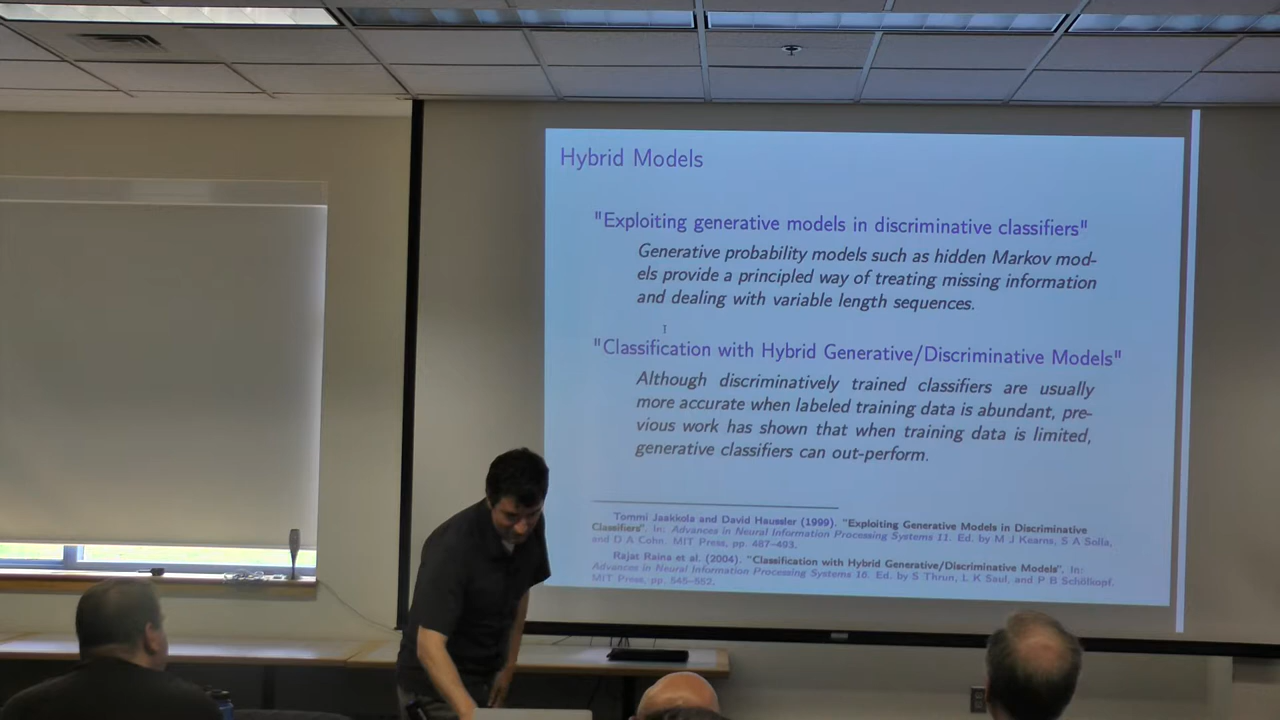 Hybrid Models
"Exploiting generative models in discriminative classifiers"
Generative probability models such as hidden Markov mod-
els provide a principled way of treating missing information
and dealing with variable length sequences.
"Classification with Hybrid Generative/Discriminative Models"
Although discriminatively trained classifiers are usually
more accurate when labeled training data is abundant, pre-
vious work has shown that when training data is limited,
generative classifiers can out-perform.
Tommi Jaakkola and David Haussler (1999). "Exploiting Generative Models in Discriminative
Classifiers". In: Advances in Neural Information Processing Systems 11. Ed. by M J Kearns, S A Solla,
and D A Cohn. MIT Press, pp. 487–493.
Rajat Raina et al. (2004). "Classification with Hybrid Generative/Discriminative Models". In:
Advances in Neural Information Processing Systems 16. Ed. by S Thrun, L K Saul, and P B Schölkopf.
MIT Press, pp. 545–552.